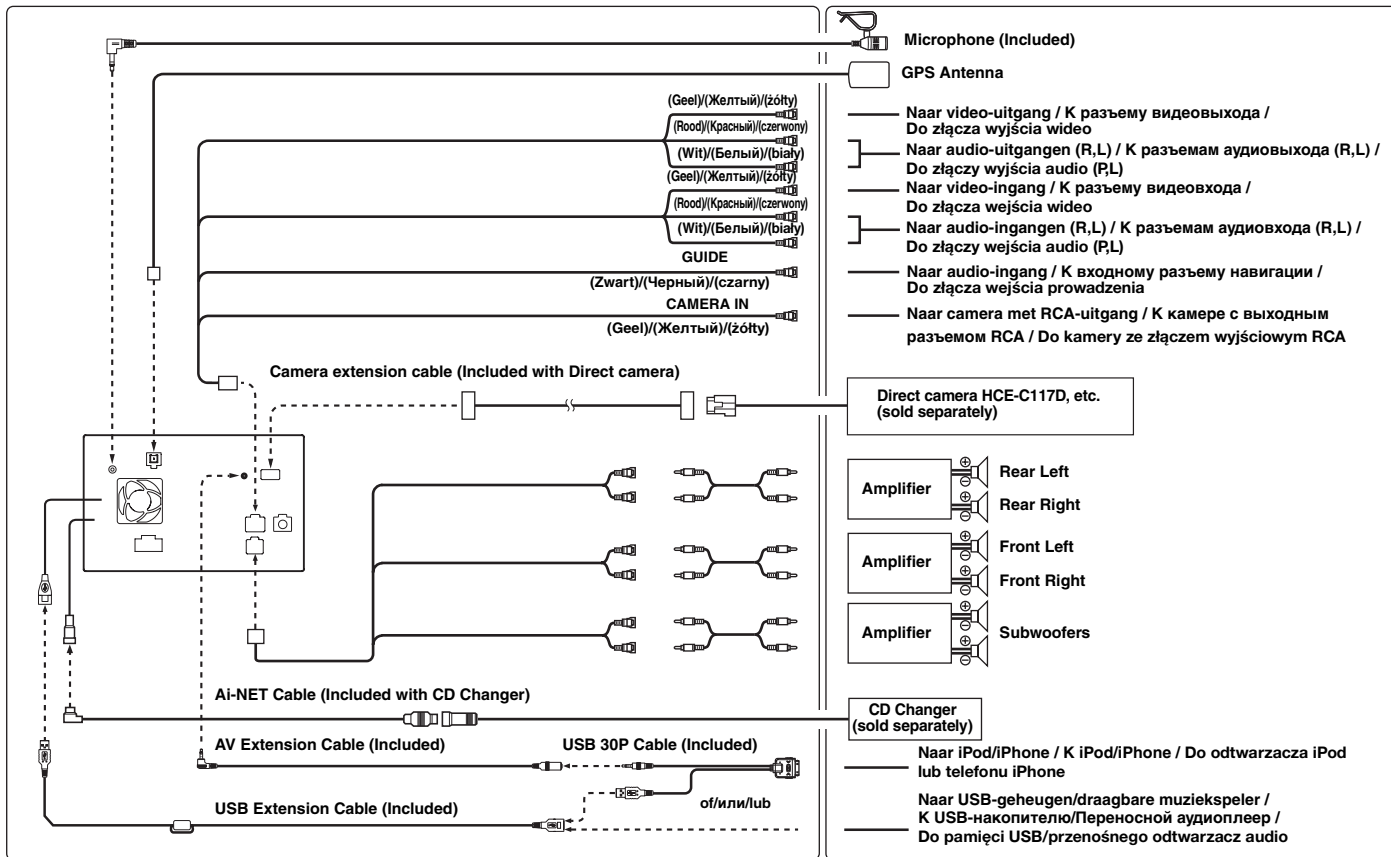 Microphone (Included)
GPS Antenna
(Geel)/(Желтый)/(żółty)
Naar video-uitgang / К разъему видеовыхода /
Do złącza wyjścia wideo
(Rood)/(Красный)/(czerwony)
(Wit)/(Белый)/(biały)
Naar audio-uitgangen (R,L) / К разъемам аудиовыхода (R,L) /
Do złączy wyjścia audio (P,L)
(Geel)/(Желтый)/(żółty)
Naar video-ingang / К разъему видеовхода /
Do złącza wejścia wideo
(Rood)/(Красный)/(czerwony)
(Wit)/(Белый)/(biały)
Naar audio-ingangen (R,L) / К разъемам аудиовхода (R,L) /
Do złączy wejścia audio (P,L)
GUIDE
(Zwart)/(Черный)/(czarny)
Naar audio-ingang / К входному разъему навигации /
Do złącza wejścia prowadzenia
CAMERA IN
(Geel)/(Желтый)/(żółty)
Naar camera met RCA-uitgang / К камере с выходным
разъемом RCA / Do kamery ze złączem wyjściowym RCA
Camera extension cable (Included with Direct camera)
Direct camera HCE-C117D, etc.
(sold separately)
Amplifier
Rear Left
Rear Right
Amplifier
Front Left
Front Right
Amplifier
Subwoofers
Ai-NET Cable (Included with CD Changer)
CD Changer
(sold separately)
AV Extension Cable (Included)
USB 30P Cable (Included)
Naar iPod/iPhone / К iPod/iPhone / Do odtwarzacza iPod
lub telefonu iPhone
USB Extension Cable (Included)
of/или/lub
Naar USB-geheugen/draagbare muziekspeler /
К USB-накопителю/Переносной аудиоплеер /
Do pamięci USB/przenośnego odtwarzacz audio